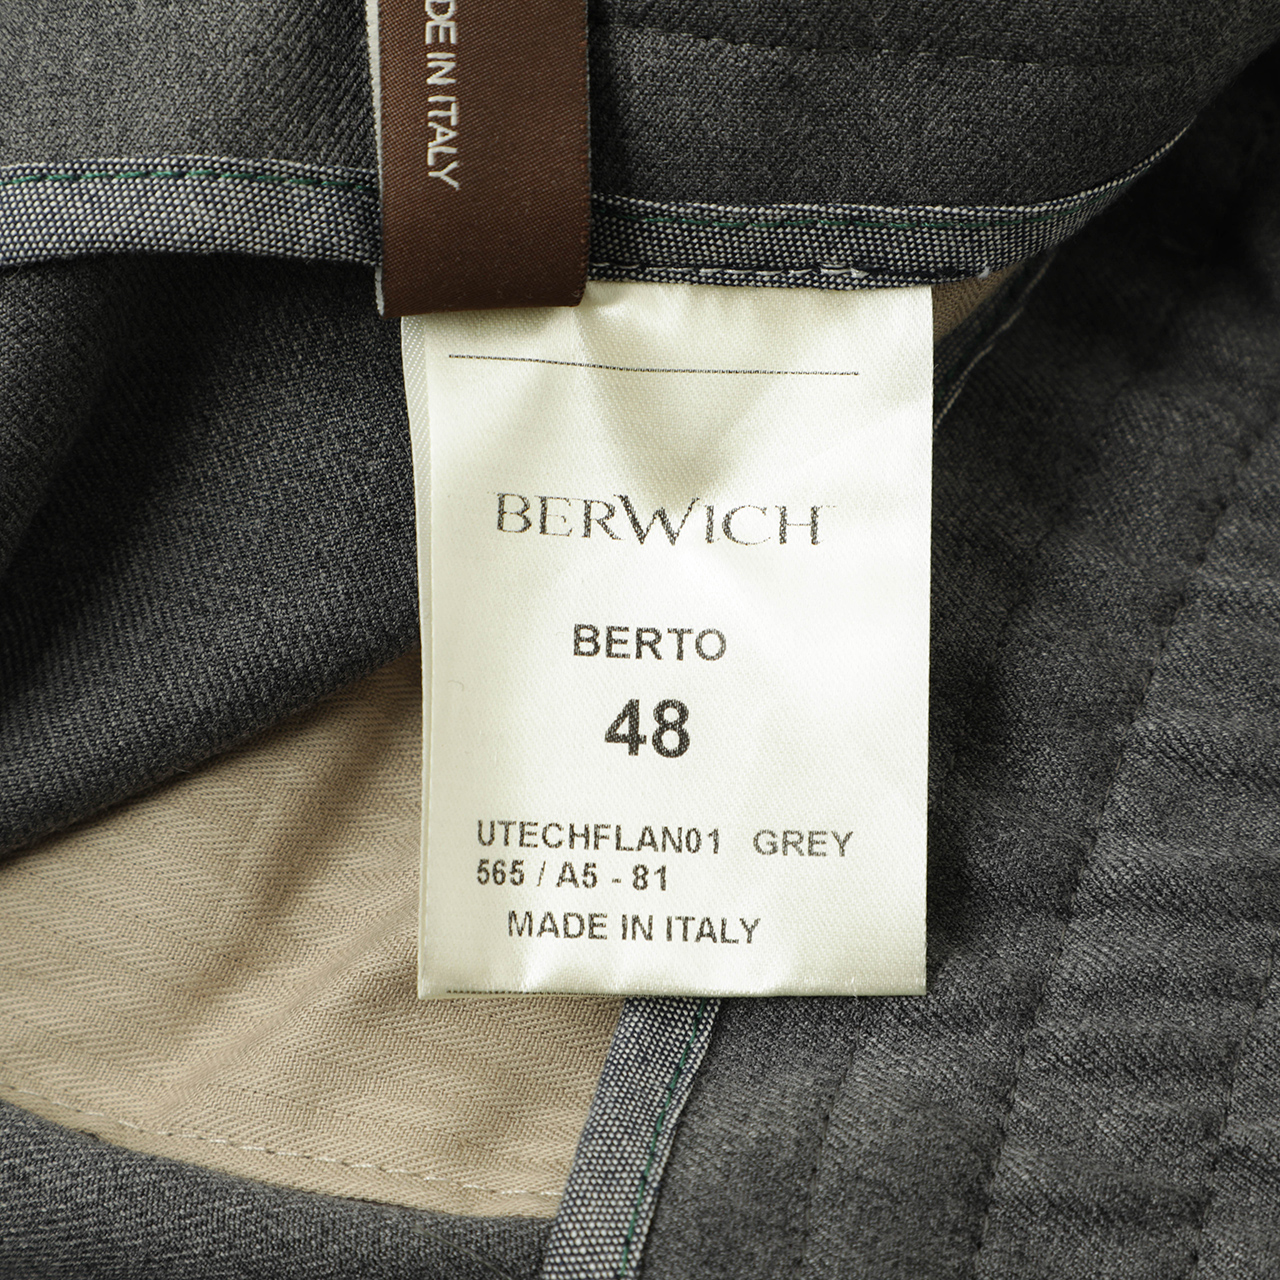 DE IN ITALY
BERWICH
BERTO
48
UTECHFLAN01 GREY
565 / A5 - 81
MADE IN ITALY